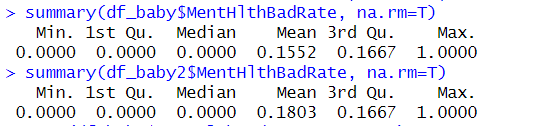 > summary(df_baby$MentHlthBadRate, na.rm=T)
Min. 1st Qu. Median Mean 3rd Qu. Max.
0.0000 0.0000 0.0000 0.1552 0.1667 1.0000
> summary(df_baby2$MentHlthBadRate, na.rm=T)
Min. 1st Qu. Median Mean 3rd Qu. Max.
0.0000 0.0000 0.0000 0.1803 0.1667 1.0000